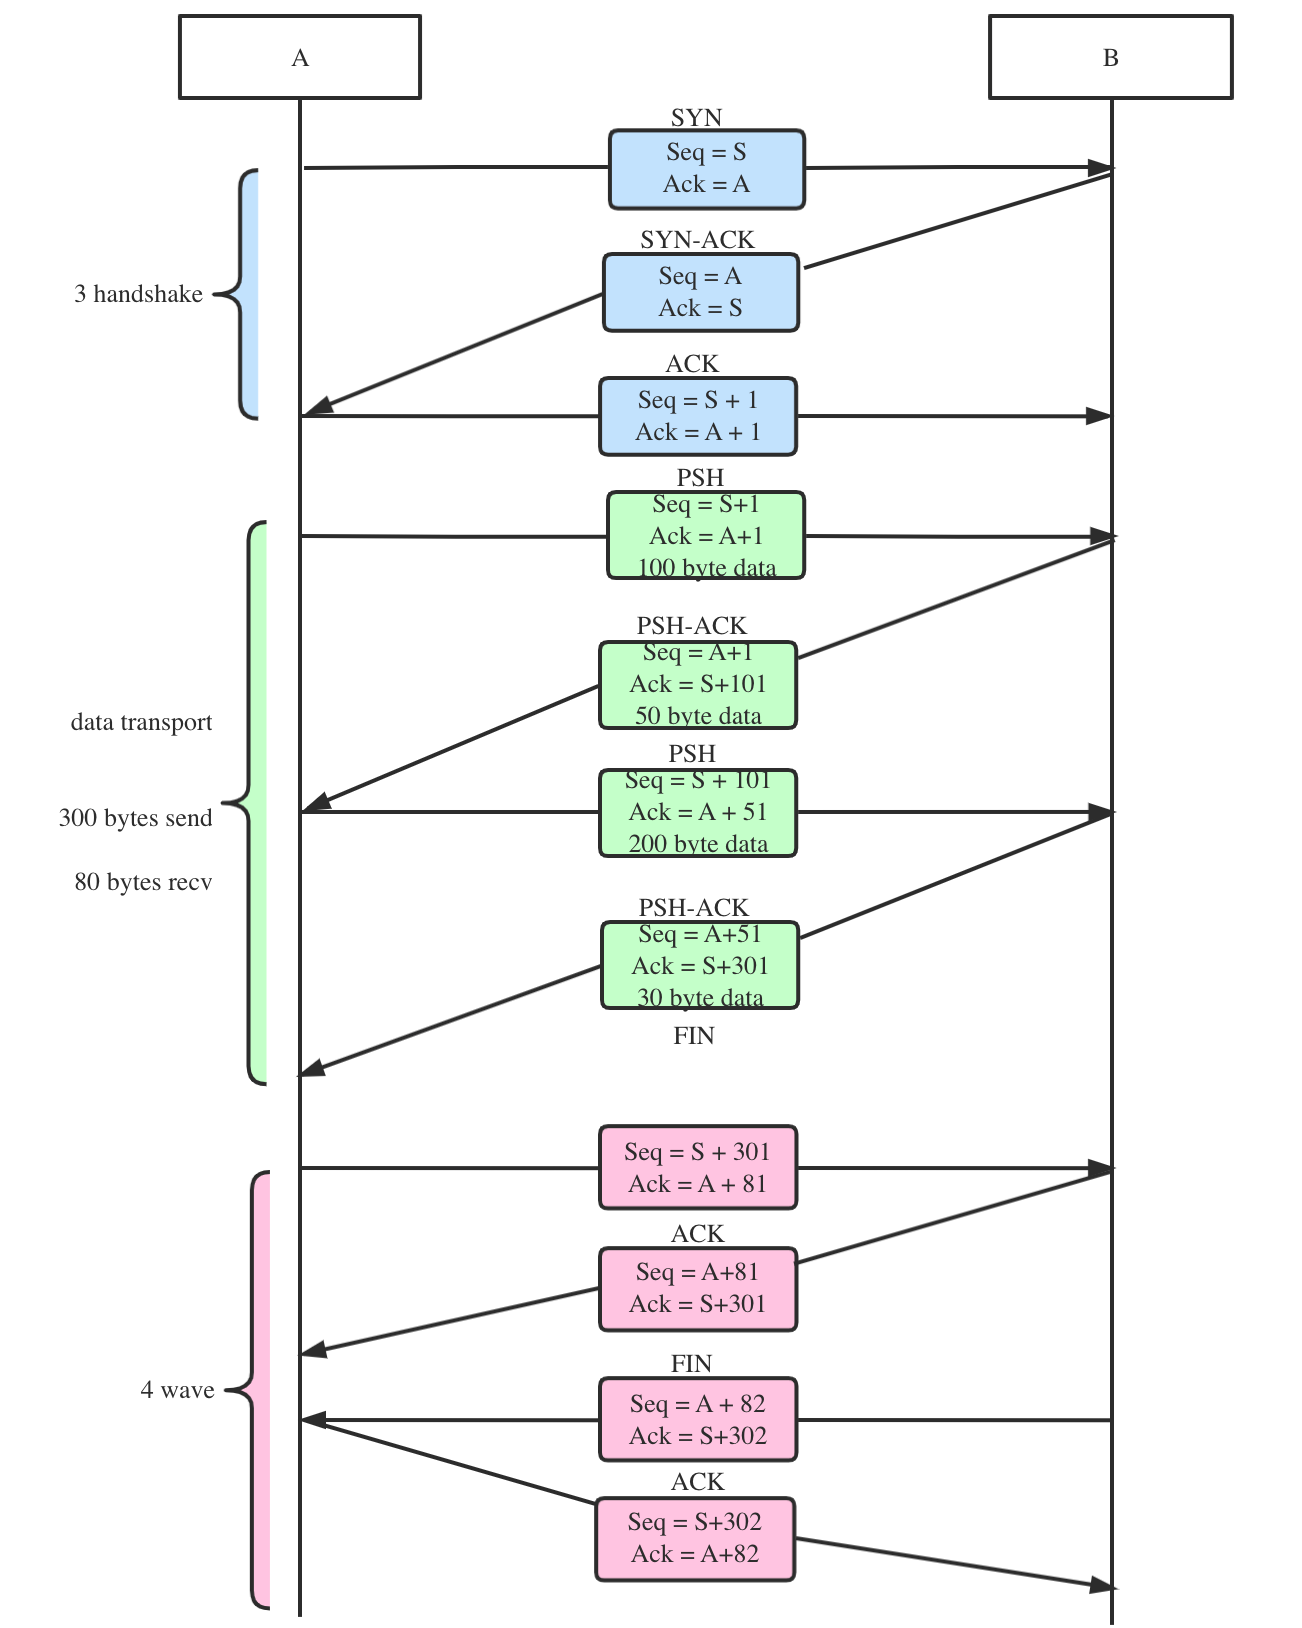 A
B
SYN
Seq = S
Ack = A
SYN-ACK
Seq = A
Ack = S
3 handshake
ACK
Seq = S + 1
Ack = A + 1
PSH
Seq = S+1
Ack = A+1
100 byte data
PSH-ACK
Seq = A+1
Ack = S+101
50 byte data
data transport
300 bytes send
80 bytes recv
PSH
Seq = S + 101
Ack = A + 51
200 byte data
PSH-ACK
Seq = A+51
Ack = S+301
30 byte data
FIN
Seq = S + 301
Ack = A + 81
ACK
Seq = A+81
Ack = S+301
4 wave
FIN
Seq = A + 82
Ack = S+302
ACK
Seq = S+302
Ack = A+82